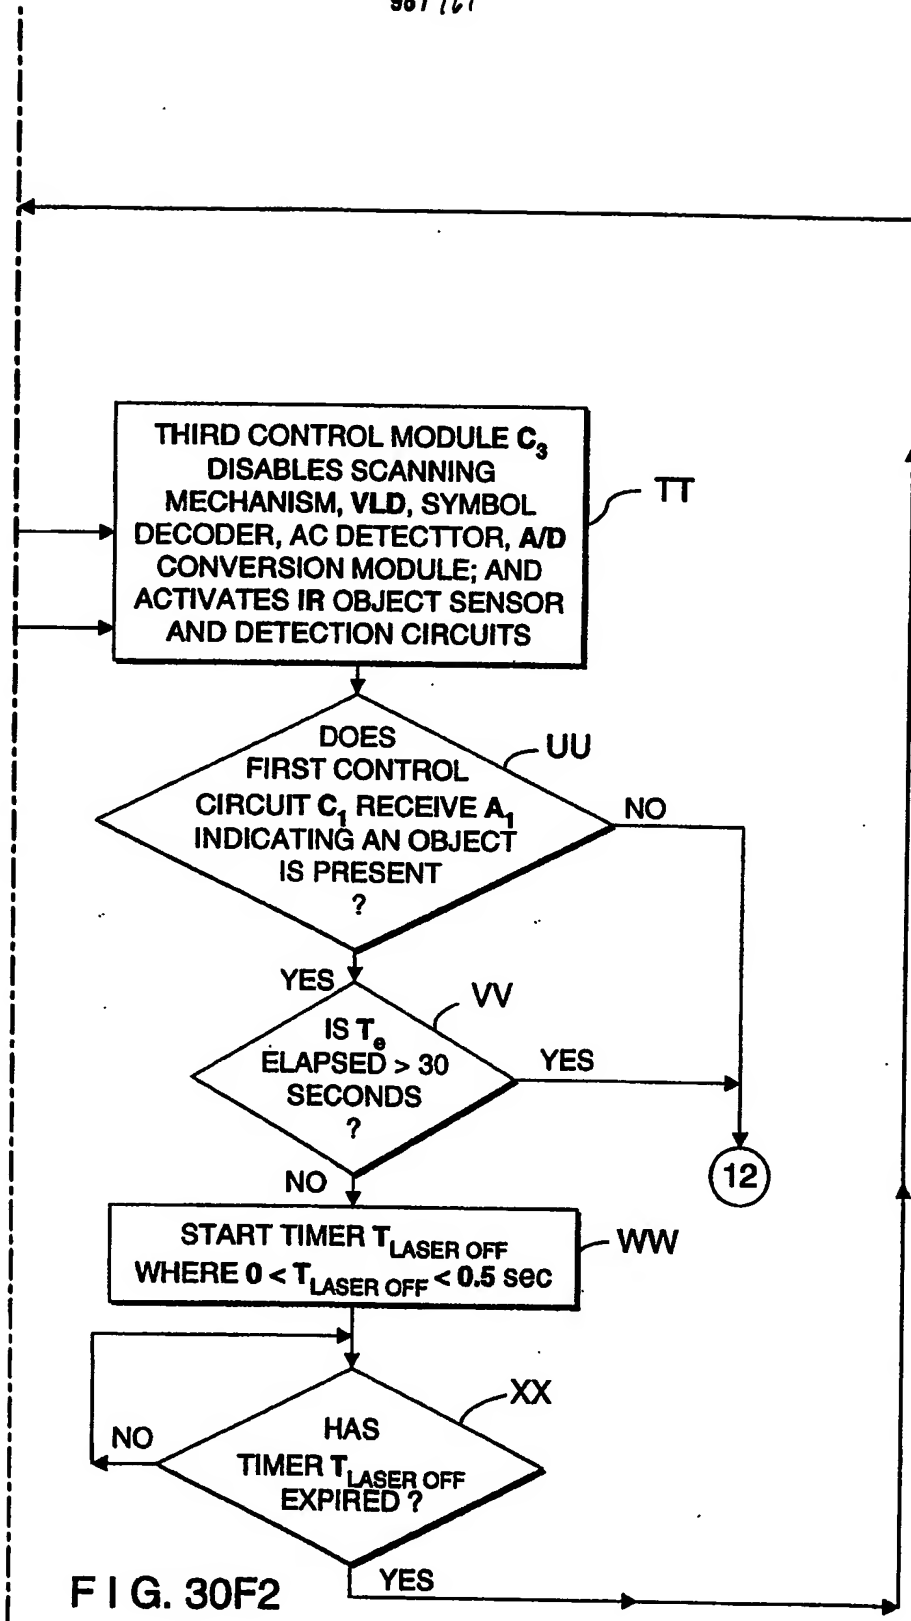 THIRD CONTROL MODULE C3
DISABLES SCANNING
MECHANISM, VLD, SYMBOL
DECODER, AC DETECTTOR, A/D
CONVERSION MODULE; AND
ACTIVATES IR OBJECT SENSOR
AND DETECTION CIRCUITS
TT
DOES
FIRST CONTROL
CIRCUIT C1 RECEIVE A1
INDICATING AN OBJECT
IS PRESENT
?
UU
NO
YES
VV
IS Te
ELAPSED > 30
SECONDS
?
YES
12
NO
START TIMER TLASER OFF
WHERE 0 < TLASER OFF < 0.5 sec
WW
XX
HAS
TIMER TLASER OFF
EXPIRED ?
NO
YES
FIG. 30F2